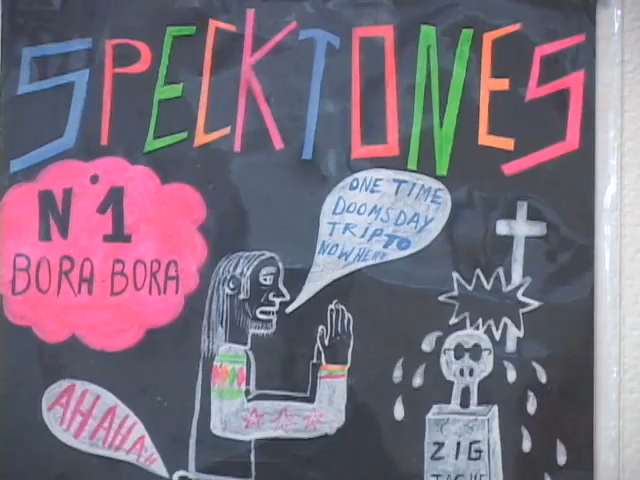 SPECKTONES
N°1
BORA BORA
ONE TIME
DOOMSDAY
TRIP TO
NOWHERE
AHAHA
ZIG